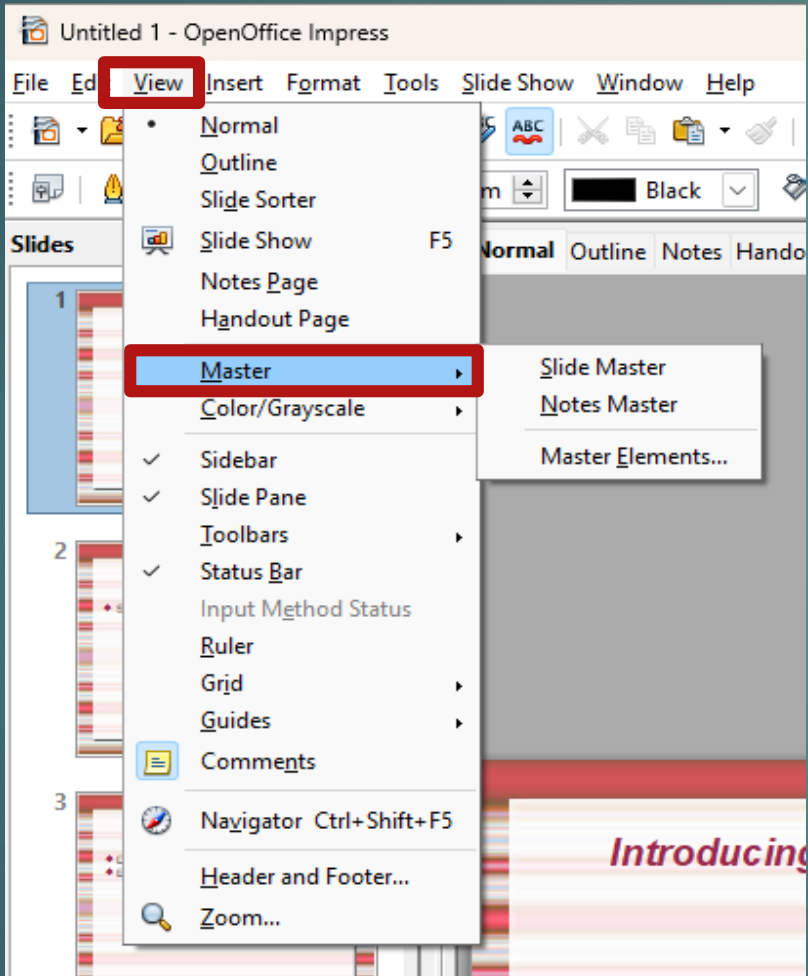 Untitled 1 - OpenOffice Impress
File Ed View Insert Format Tools Slide Show Window Help
ABC
m Black
Slides
Normal Outline Notes Hando
Normal
Outline
Slide Sorter
Slide Show F5
Notes Page
Handout Page
Master
Color/Grayscale
Sidebar
Slide Pane
Toolbars
Status Bar
Input Method Status
Ruler
Grid
Guides
Comments
Navigator Ctrl+Shift+F5
Header and Footer...
Zoom...
Slide Master
Notes Master
Master Elements...
1
2
3
Introducing